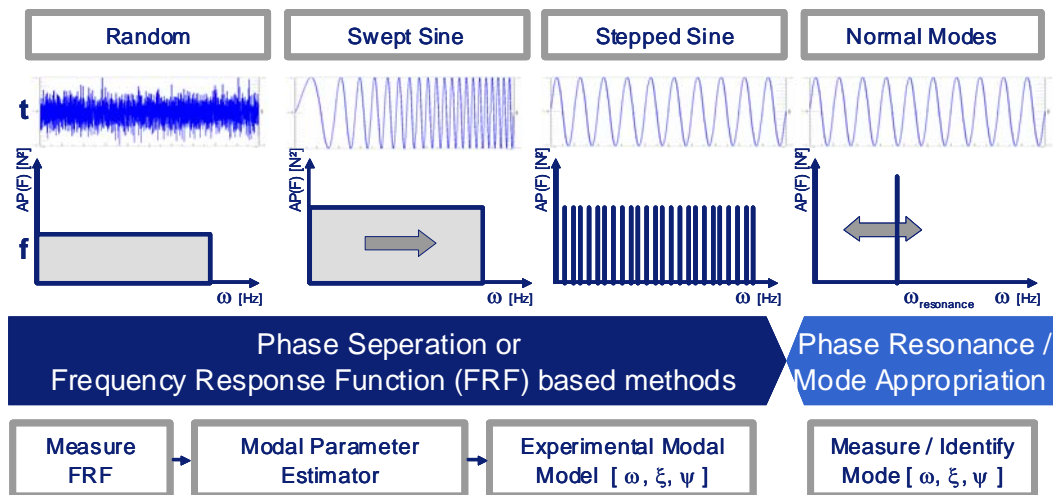 Random
Swept Sine
Stepped Sine
Normal Modes
t
AP(F) [N²]
AP(F) [N²]
AP(F) [N²]
AP(F) [N²]
f
ω [Hz]
ω [Hz]
ω [Hz]
ωresonance
ω [Hz]
Phase Seperation or
Frequency Response Function (FRF) based methods
Phase Resonance /
Mode Appropriation
Measure
FRF
Modal Parameter
Estimator
Experimental Modal
Model [ ω, ξ, ψ ]
Measure / Identify
Mode [ ω, ξ, ψ ]